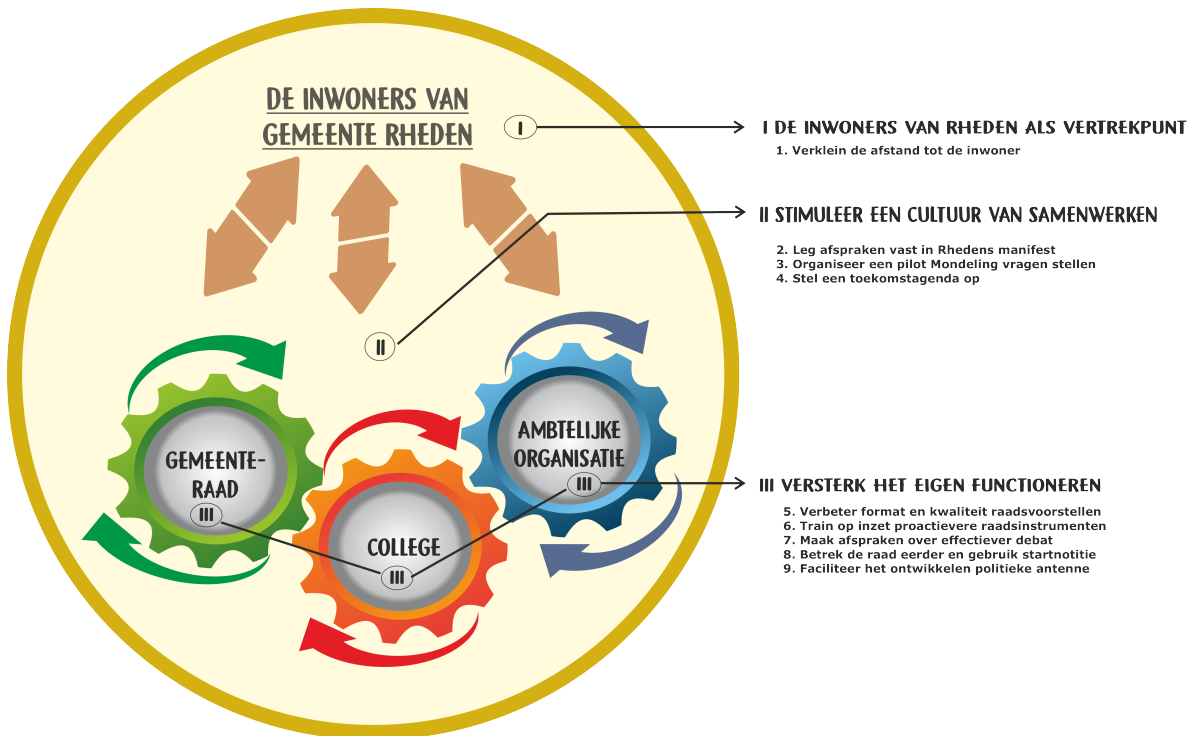 DE INWONERS VAN
GEMEENTE RHEDEN
I
I DE INWONERS VAN RHEDEN ALS VERTREKPUNT
1. Verklein de afstand tot de inwoner
II STIMULEER EEN CULTUUR VAN SAMENWERKEN
2. Leg afspraken vast in Rhedens manifest
3. Organiseer een pilot Mondeling vragen stellen
4. Stel een toekomstagenda op
II
GEMEENTE-
RAAD
III
COLLEGE
III
AMBTELIJKE
ORGANISATIE
III
III VERSTERK HET EIGEN FUNCTIONEREN
5. Verbeter format en kwaliteit raadsvoorstellen
6. Train op inzet proactievere raadsinstrumenten
7. Maak afspraken over effectiever debat
8. Betrek de raad eerder en gebruik startnotitie
9. Faciliteer het ontwikkelen politieke antenne